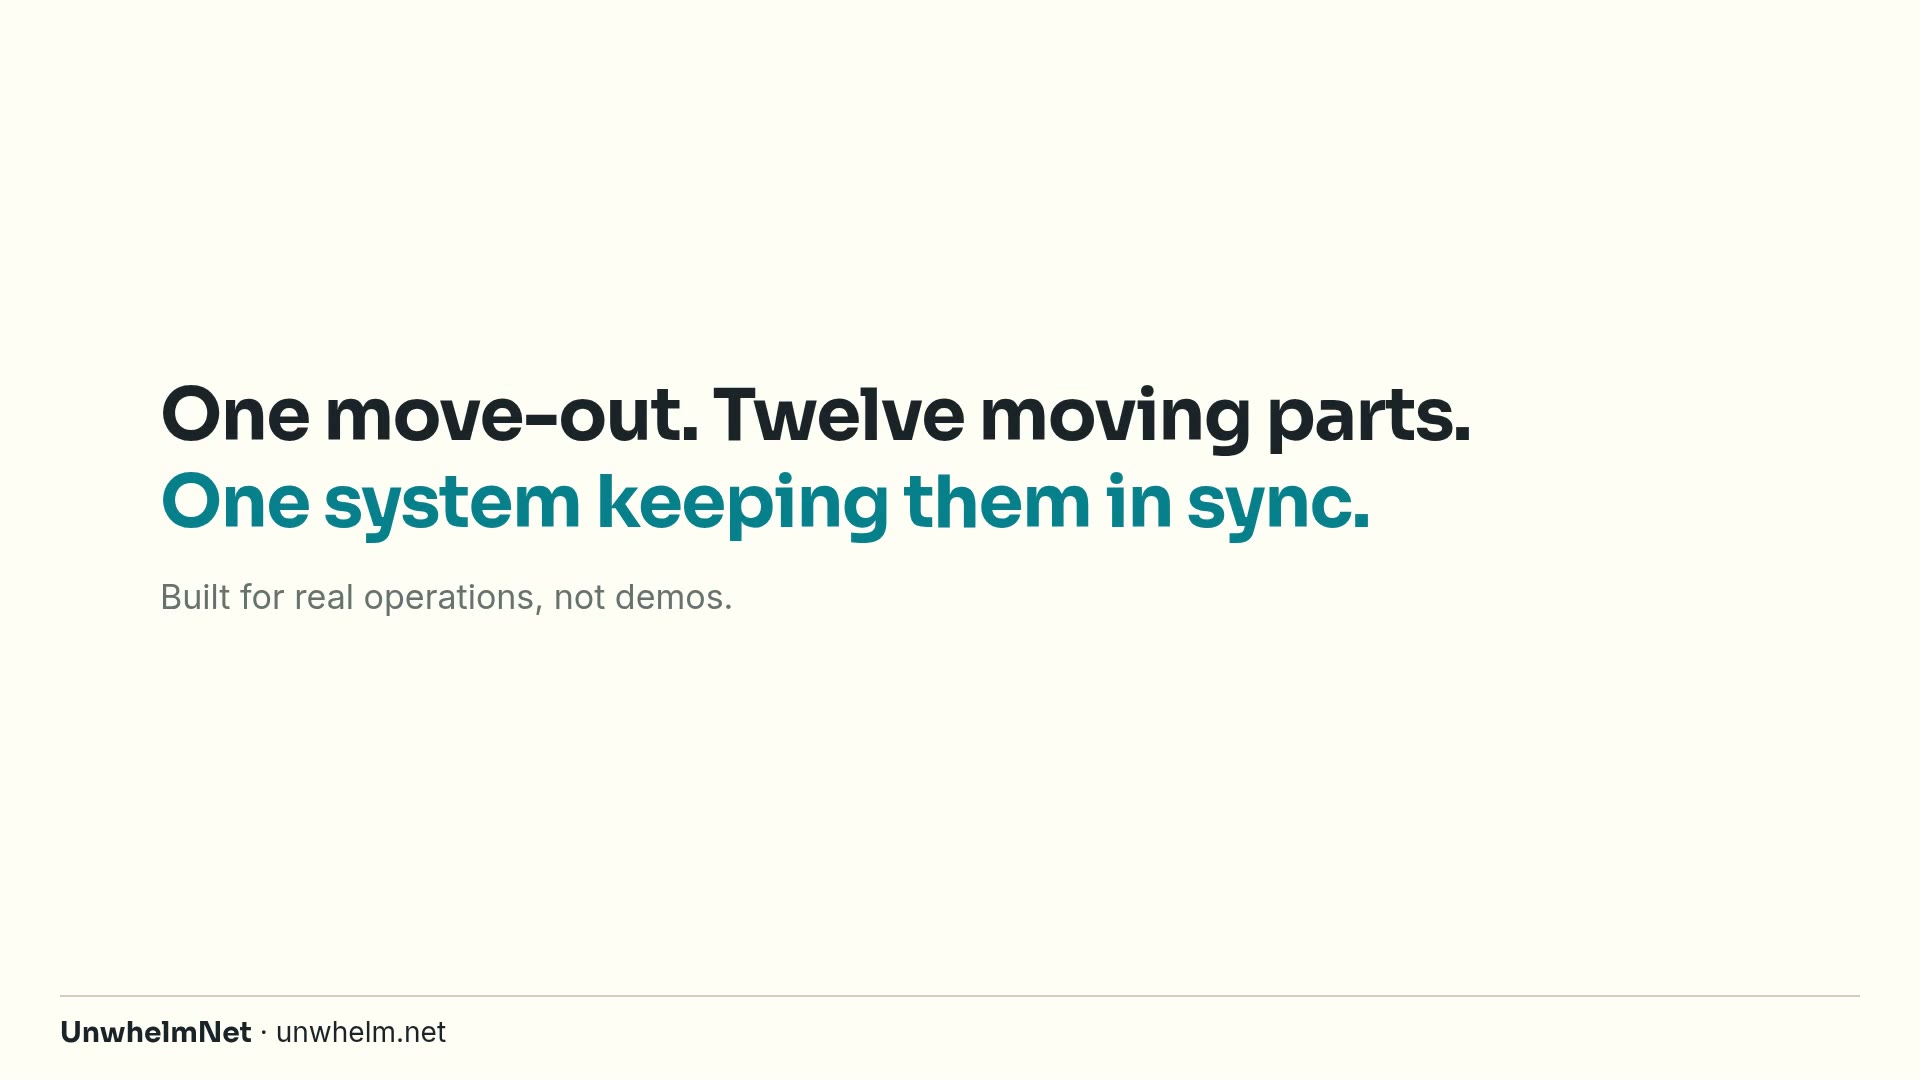 One move-out. Twelve moving parts.
One system keeping them in sync.
Built for real operations, not demos.
UnwhelmNet · unwhelm.net